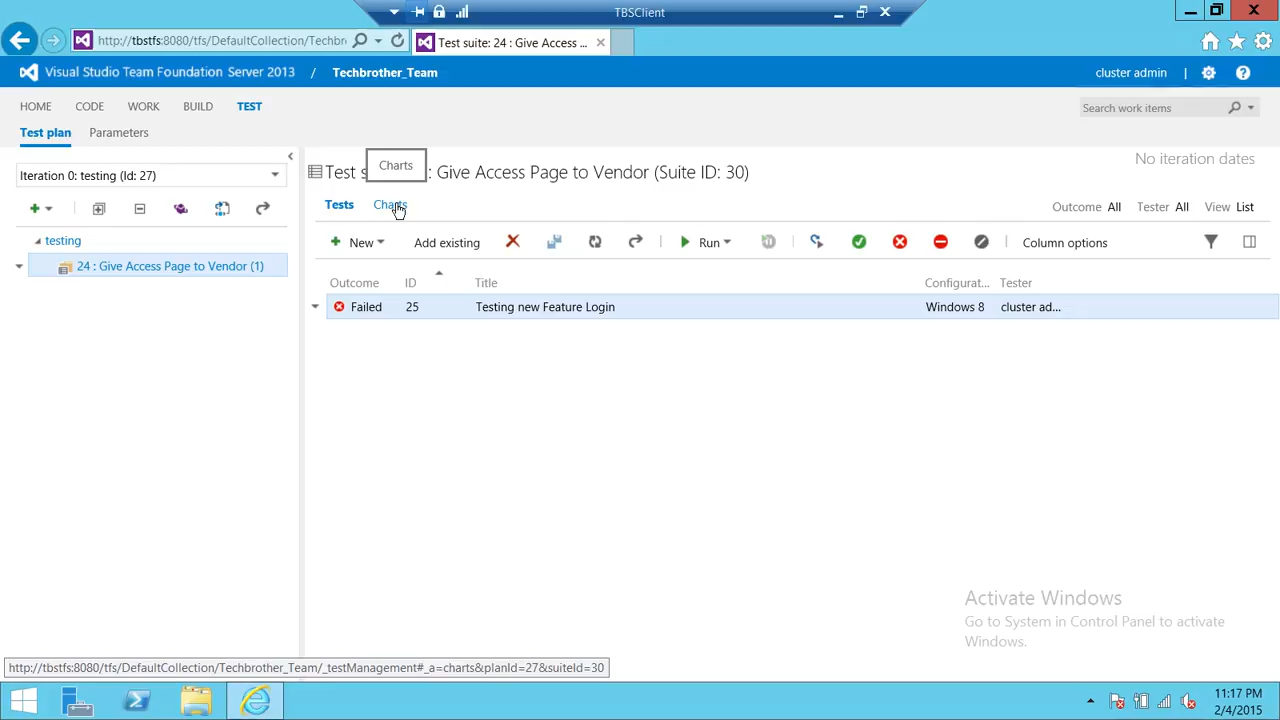 TBSClient
http://tbstfs:8080/tfs/DefaultCollection/Techbr
Test suite: 24 : Give Access ...
Visual Studio Team Foundation Server 2013 / Techbrother_Team
cluster admin
HOME CODE WORK BUILD TEST
Search work items
Test plan Parameters
Iteration 0: testing (Id: 27)
Charts
Test s : Give Access Page to Vendor (Suite ID: 30)
No iteration dates
Tests Charts
Outcome All Tester All View List
New Add existing Run Column options
testing
24 : Give Access Page to Vendor (1)
Outcome ID Title Configurat... Tester
Failed 25 Testing new Feature Login Windows 8 cluster ad...
Activate Windows
Go to System in Control Panel to activate
Windows.
http://tbstfs:8080/tfs/DefaultCollection/Techbrother_Team/_testManagement#_a=charts&planId=27&suiteId=30
11:17 PM
2/4/2015